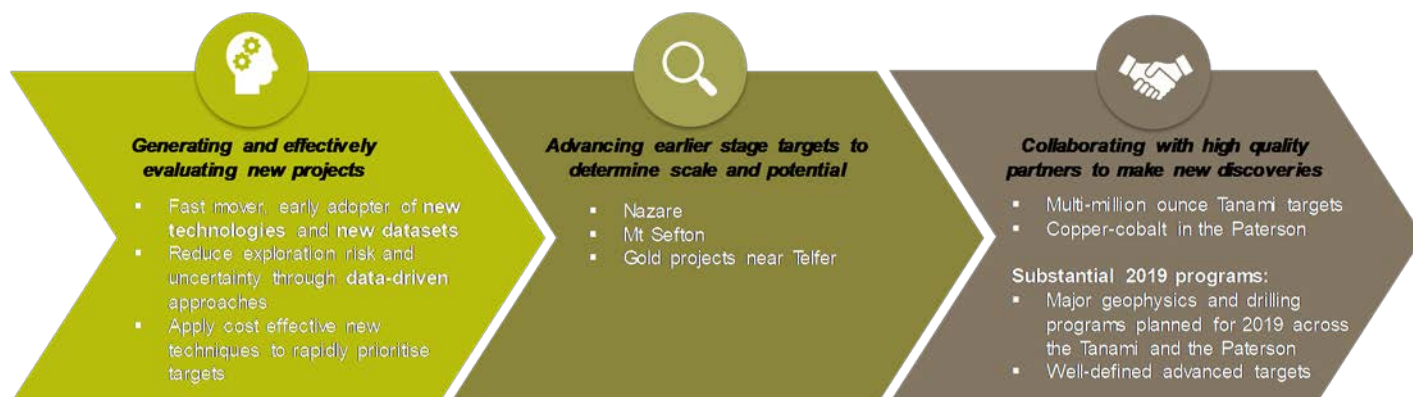 Generating and effectively
evaluating new projects
▪ Fast mover, early adopter of new
technologies and new datasets
▪ Reduce exploration risk and
uncertainty through data-driven
approaches
▪ Apply cost effective new
techniques to rapidly prioritise
targets
Advancing earlier stage targets to
determine scale and potential
▪ Nazare
▪ Mt Sefton
▪ Gold projects near Telfer
Collaborating with high quality
partners to make new discoveries
▪ Multi-million ounce Tanami targets
▪ Copper-cobalt in the Paterson
Substantial 2019 programs:
▪ Major geophysics and drilling
programs planned for 2019 across
the Tanami and the Paterson
▪ Well-defined advanced targets